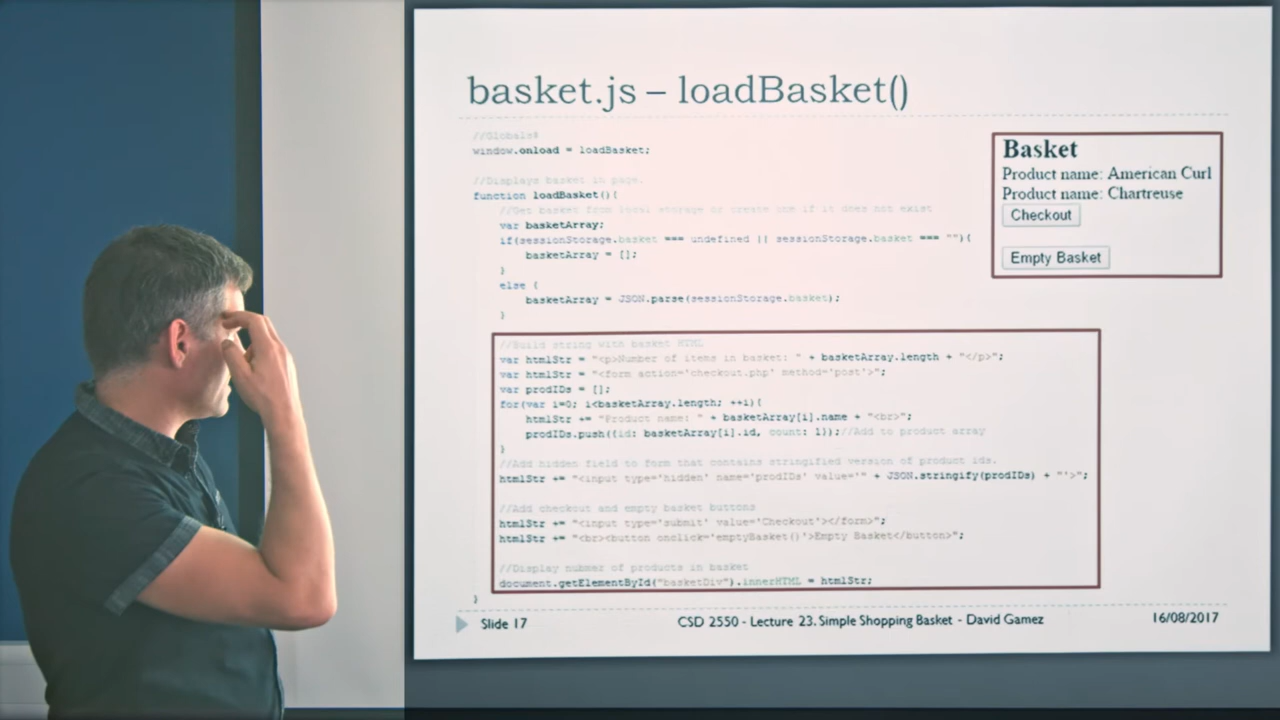 basket.js – loadBasket()
//Globals#
window.onload = loadBasket;
//Displays basket in page.
function loadBasket(){
//Get basket from local storage or create one if it does not exist
var basketArray;
if(sessionStorage.basket === undefined || sessionStorage.basket === ""){
basketArray = [];
}
else {
basketArray = JSON.parse(sessionStorage.basket);
}
//Build string with basket HTML
var htmlStr = "<p>Number of items in basket: " + basketArray.length + "</p>";
var htmlStr = "<form action='checkout.php' method='post'>";
var prodIDs = [];
for(var i=0; i<basketArray.length; ++i){
htmlStr += "Product name: " + basketArray[i].name + "<br>";
prodIDs.push({id: basketArray[i].id, count: 1});//Add to product array
}
//Add hidden field to form that contains stringified version of product ids.
htmlStr += "<input type='hidden' name='prodIDs' value='" + JSON.stringify(prodIDs) + "'>";
//Add checkout and empty basket buttons
htmlStr += "<input type='submit' value='Checkout'></form>";
htmlStr += "<br><button onclick='emptyBasket()'>Empty Basket</button>";
//Display nubmer of products in basket
document.getElementById("basketDiv").innerHTML = htmlStr;
}
Basket
Product name: American Curl
Product name: Chartreuse
Checkout
Empty Basket
Slide 17
CSD 2550 - Lecture 23. Simple Shopping Basket - David Gamez
16/08/2017